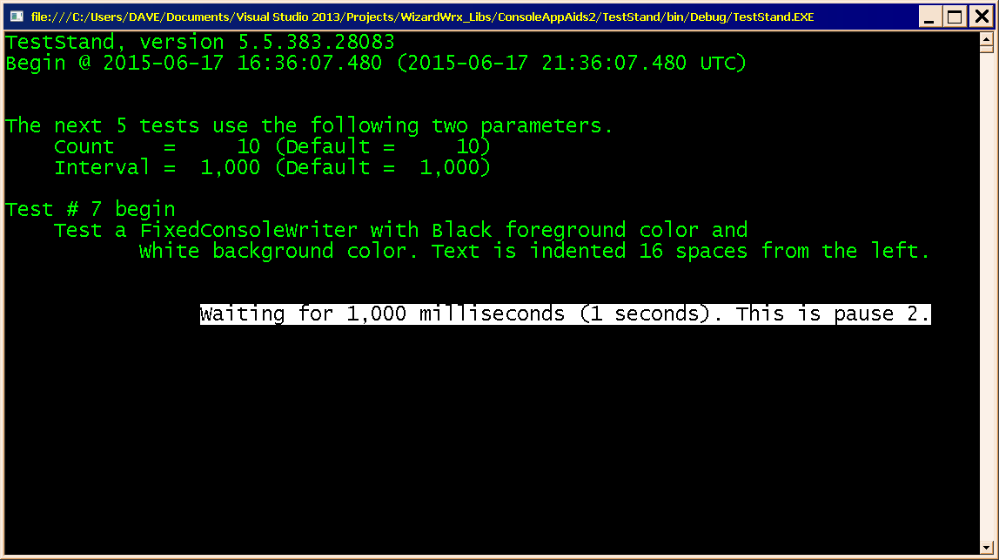 file:///C:/Users/DAVE/Documents/Visual Studio 2013/Projects/WizardWrx_Libs/ConsoleAppAids2/TestStand/bin/Debug/TestStand.EXE
TestStand, version 5.5.383.28083
Begin @ 2015-06-17 16:36:07.480 (2015-06-17 21:36:07.480 UTC)
The next 5 tests use the following two parameters.
    Count    =     10 (Default =     10)
    Interval =  1,000 (Default =  1,000)
Test # 7 begin
    Test a FixedConsoleWriter with Black foreground color and
           White background color. Text is indented 16 spaces from the left.
                Waiting for 1,000 milliseconds (1 seconds). This is pause 2.